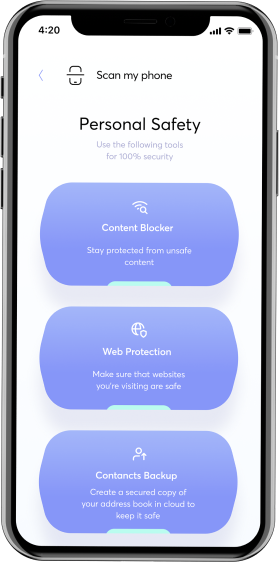 4:20
Scan my phone
Personal Safety
Use the following tools
for 100% security
Content Blocker
Stay protected from unsafe
content
Web Protection
Make sure that websites
you're visiting are safe
Contancts Backup
Create a secured copy of
your address book in cloud to
keep it safe